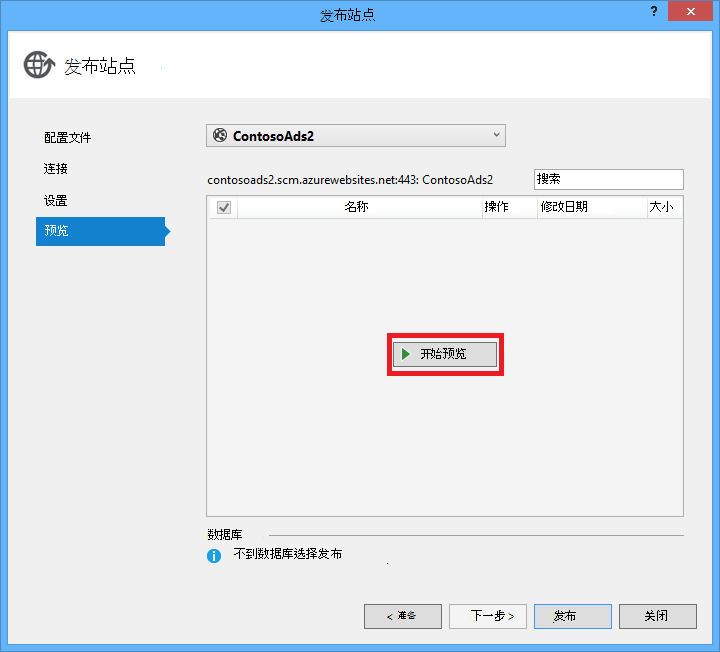 发布站点
?
发布站点
配置文件
连接
设置
预览
ContosoAds2
contosoads2.scm.azurewebsites.net:443: ContosoAds2
搜索
名称 操作 修改日期 大小
开始预览
数据库
不到数据库选择发布
< 准备 下一步 > 发布 关闭